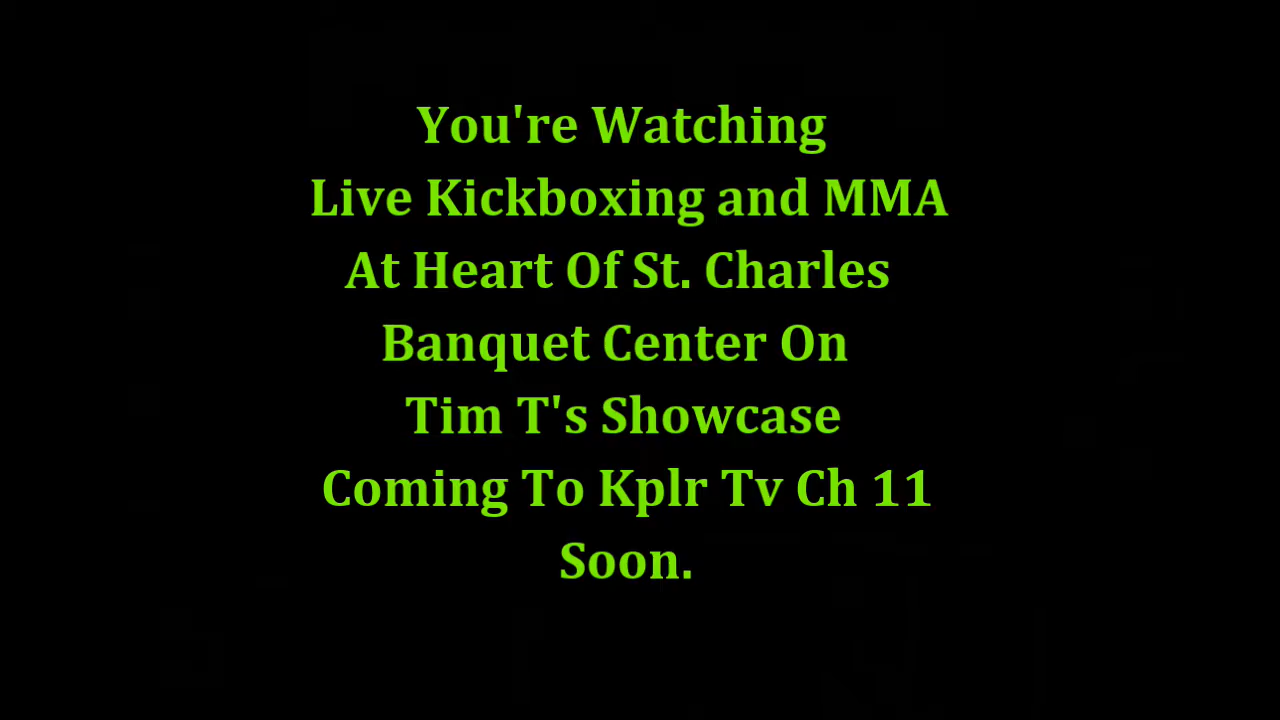 You're Watching
Live Kickboxing and MMA
At Heart Of St. Charles
Banquet Center On
Tim T's Showcase
Coming To Kplr Tv Ch 11
Soon.